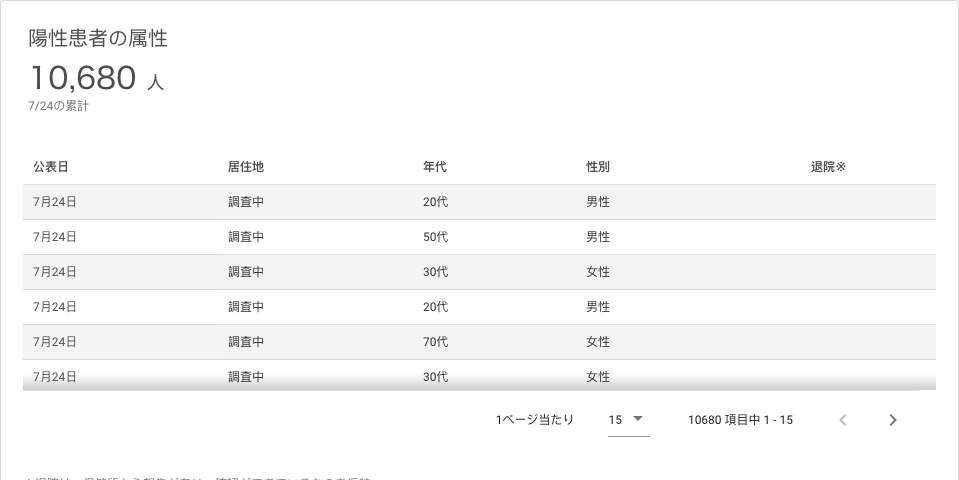 陽性患者の属性
10,680 人
7/24の累計
公表日 居住地 年代 性別 退院※
7月24日 調査中 20代 男性
7月24日 調査中 50代 男性
7月24日 調査中 30代 女性
7月24日 調査中 20代 男性
7月24日 調査中 70代 女性
7月24日 調査中 30代 女性
1ページ当たり 15 10680 項目中 1 - 15